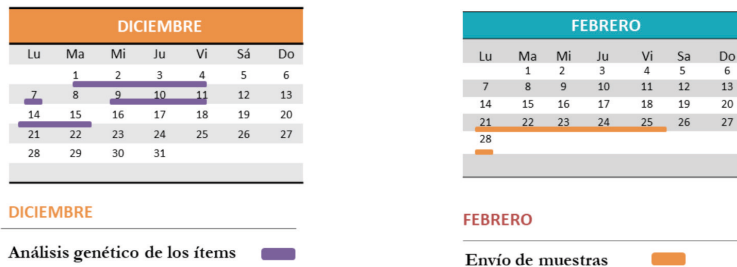 DICIEMBRE
Lu Ma Mi Ju Vi Sá Do
1 2 3 4 5 6
7 8 9 10 11 12 13
14 15 16 17 18 19 20
21 22 23 24 25 26 27
28 29 30 31
DICIEMBRE
Análisis genético de los ítems
FEBRERO
Lu Ma Mi Ju Vi Sa Do
1 2 3 4 5 6
7 8 9 10 11 12 13
14 15 16 17 18 19 20
21 22 23 24 25 26 27
28
FEBRERO
Envío de muestras